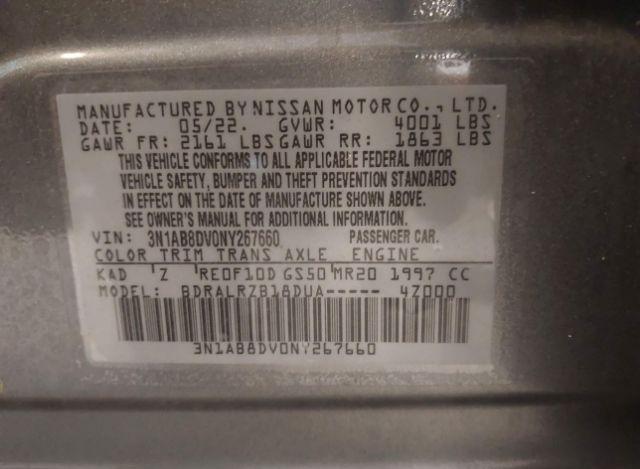 MANUFACTURED BY NISSAN MOTOR CO., LTD.
DATE: 05/22. GVWR: 4001 LBS
GAWR FR: 2161 LBS GAWR RR: 1863 LBS
THIS VEHICLE CONFORMS TO ALL APPLICABLE FEDERAL MOTOR
VEHICLE SAFETY, BUMPER AND THEFT PREVENTION STANDARDS
IN EFFECT ON THE DATE OF MANUFACTURE SHOWN ABOVE.
SEE OWNER'S MANUAL FOR ADDITIONAL INFORMATION.
VIN: 3N1AB8DV0NY267660 PASSENGER CAR.
COLOR TRIM TRANS AXLE ENGINE
KAD 'Z 'RE0F10D GS50'MR20 1997 CC
MODEL: BDRALRZB18DUA----- 4Z000
3N1AB8DV0NY267660